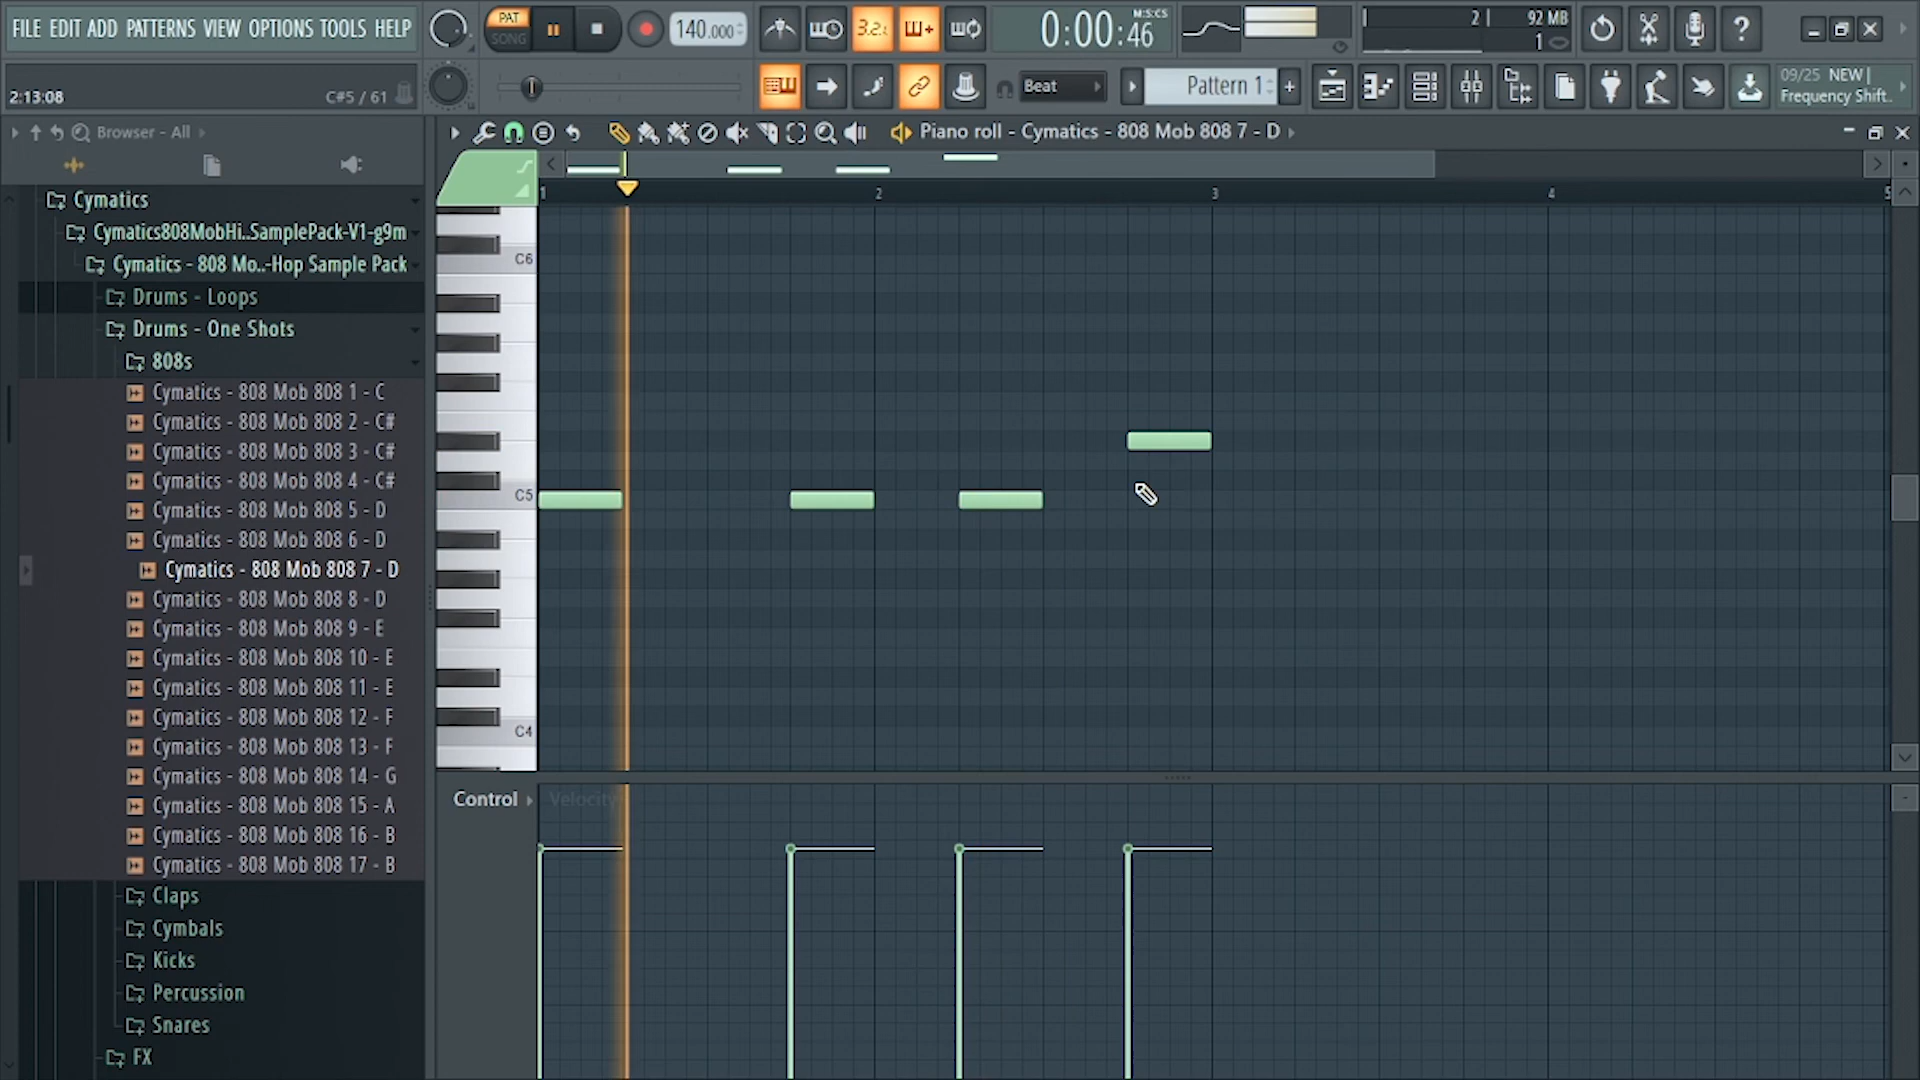 FILE EDIT ADD PATTERNS VIEW OPTIONS TOOLS HELP
PAT
SONG
140.000
3.2.1
0:00:46
M:S:CS
2
92 MB
1
2:13:08
C#5 / 61
Beat
Pattern 1
+
09/25 NEW |
Frequency Shift..
Browser - All
Piano roll - Cymatics - 808 Mob 808 7 - D
Cymatics
Cymatics808MobHi..SamplePack-V1-g9m
Cymatics - 808 Mo..-Hop Sample Pack
Drums - Loops
Drums - One Shots
808s
Cymatics - 808 Mob 808 1 - C
Cymatics - 808 Mob 808 2 - C#
Cymatics - 808 Mob 808 3 - C#
Cymatics - 808 Mob 808 4 - C#
Cymatics - 808 Mob 808 5 - D
Cymatics - 808 Mob 808 6 - D
Cymatics - 808 Mob 808 7 - D
Cymatics - 808 Mob 808 8 - D
Cymatics - 808 Mob 808 9 - E
Cymatics - 808 Mob 808 10 - E
Cymatics - 808 Mob 808 11 - E
Cymatics - 808 Mob 808 12 - F
Cymatics - 808 Mob 808 13 - F
Cymatics - 808 Mob 808 14 - G
Cymatics - 808 Mob 808 15 - A
Cymatics - 808 Mob 808 16 - B
Cymatics - 808 Mob 808 17 - B
Claps
Cymbals
Kicks
Percussion
Snares
FX
1 2 3 4 5
C6
C5
C4
Control
Velocity